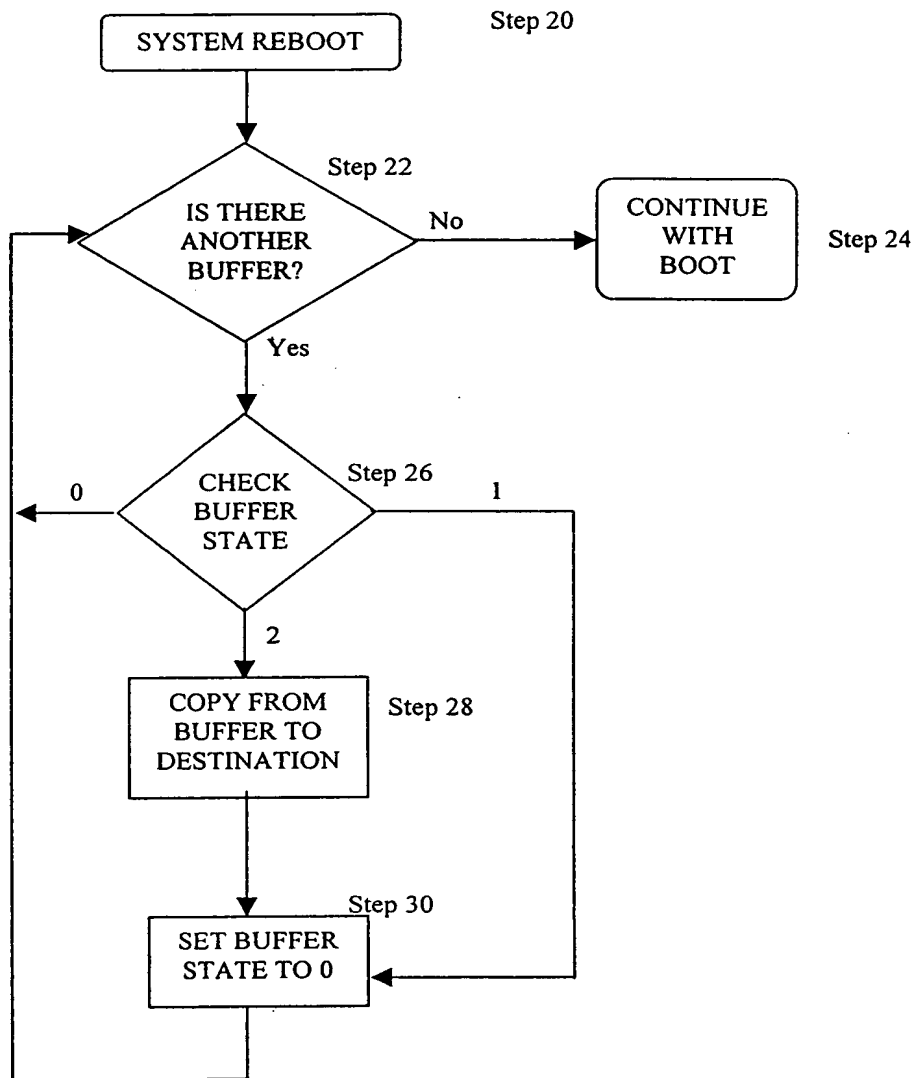 Step 20
SYSTEM REBOOT
Step 22
IS THERE
ANOTHER
BUFFER?
No
CONTINUE
WITH
BOOT
Step 24
Yes
Step 26
CHECK
BUFFER
STATE
0
1
2
COPY FROM
BUFFER TO
DESTINATION
Step 28
Step 30
SET BUFFER
STATE TO 0